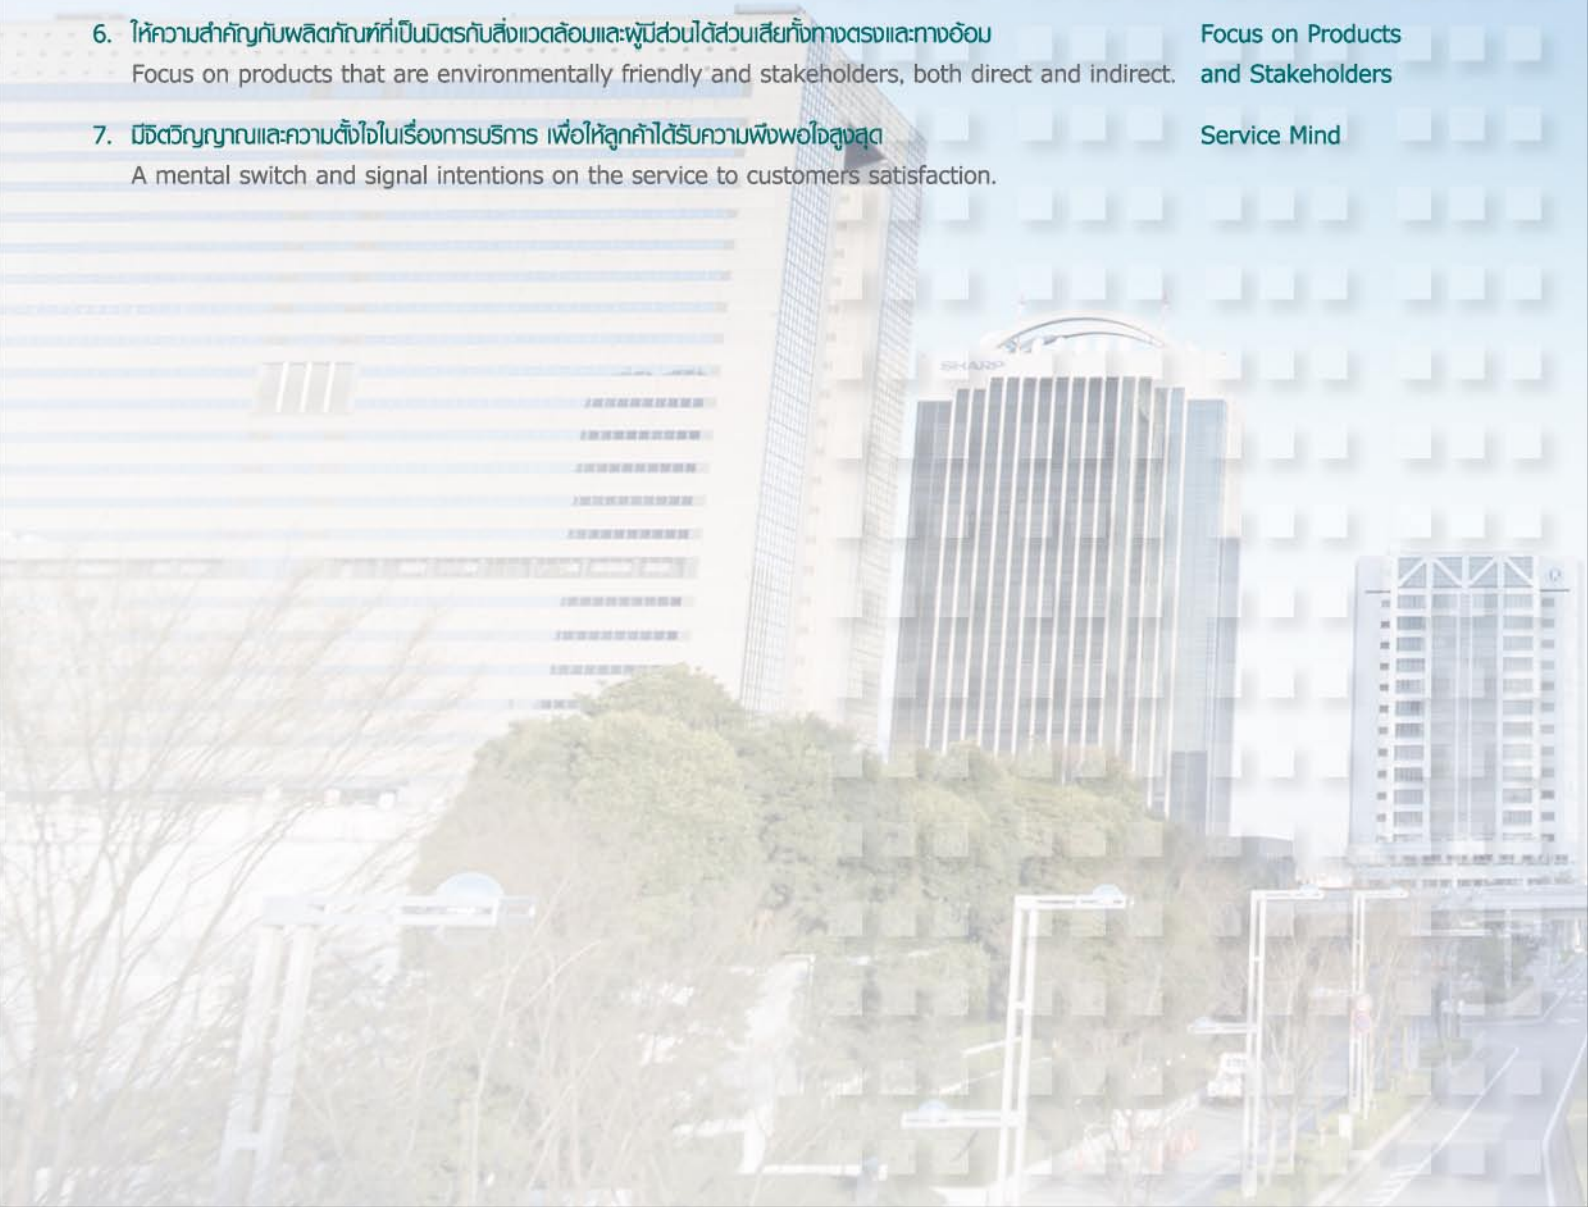 6. ให้ความสำคัญกับผลิตภัณฑ์ที่เป็นมิตรกับสิ่งแวดล้อมและผู้มีส่วนได้ส่วนเสียทั้งทางตรงและทางอ้อม Focus on Products
Focus on products that are environmentally friendly and stakeholders, both direct and indirect. and Stakeholders
7. มีจิตวิญญาณและความตั้งใจในเรื่องการบริการ เพื่อให้ลูกค้าได้รับความพึงพอใจสูงสุด Service Mind
A mental switch and signal intentions on the service to customers satisfaction.
SHARP